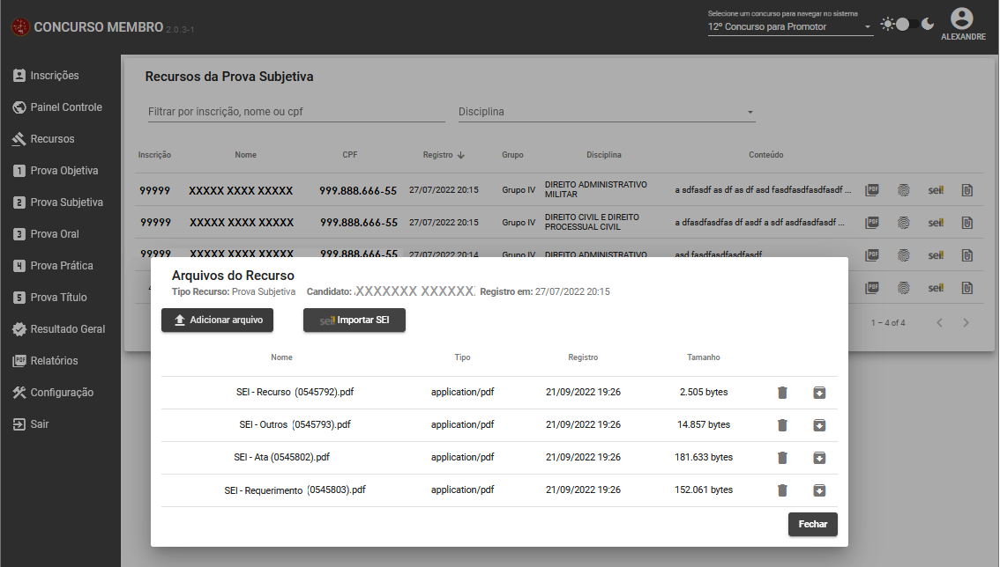 CONCURSO MEMBRO 2.0.3-1
Selecione um concurso para navegar no sistema
12º Concurso para Promotor
ALEXANDRE
Inscrições
Painel Controle
Recursos
1 Prova Objetiva
2 Prova Subjetiva
3 Prova Oral
4 Prova Prática
5 Prova Título
Resultado Geral
PDF Relatórios
Configuração
Sair
Recursos da Prova Subjetiva
Filtrar por inscrição, nome ou cpf
Disciplina
Inscrição Nome CPF Registro Grupo Disciplina Conteúdo
99999 XXXXX XXXX XXXXX 999.888.666-55 27/07/2022 20:15 Grupo IV DIREITO ADMINISTRATIVO MILITAR a sdfasdf as df as df asd fasdfasdfasdfasdf ... PDF sei!
99999 XXXXX XXXX XXXXX 999.888.666-55 27/07/2022 20:15 Grupo IV DIREITO CIVIL E DIREITO PROCESSUAL CIVIL a dfasdfasdfas df asdf a sdf asdfasdfasdf ... PDF sei!
99999 XXXXX XXXX XXXXX 999.888.666-55 27/07/2022 20:14 Grupo IV DIREITO ADMINISTRATIVO asd fasdfasdfasdfasdf PDF sei!
PDF sei!
1 – 4 of 4
Arquivos do Recurso
Tipo Recurso: Prova Subjetiva Candidato: XXXXXXX XXXXXX Registro em: 27/07/2022 20:15
Adicionar arquivo
sei! Importar SEI
Nome Tipo Registro Tamanho
SEI - Recurso (0545792).pdf application/pdf 21/09/2022 19:26 2.505 bytes
SEI - Outros (0545793).pdf application/pdf 21/09/2022 19:26 14.857 bytes
SEI - Ata (0545802).pdf application/pdf 21/09/2022 19:26 181.633 bytes
SEI - Requerimento (0545803).pdf application/pdf 21/09/2022 19:26 152.061 bytes
Fechar